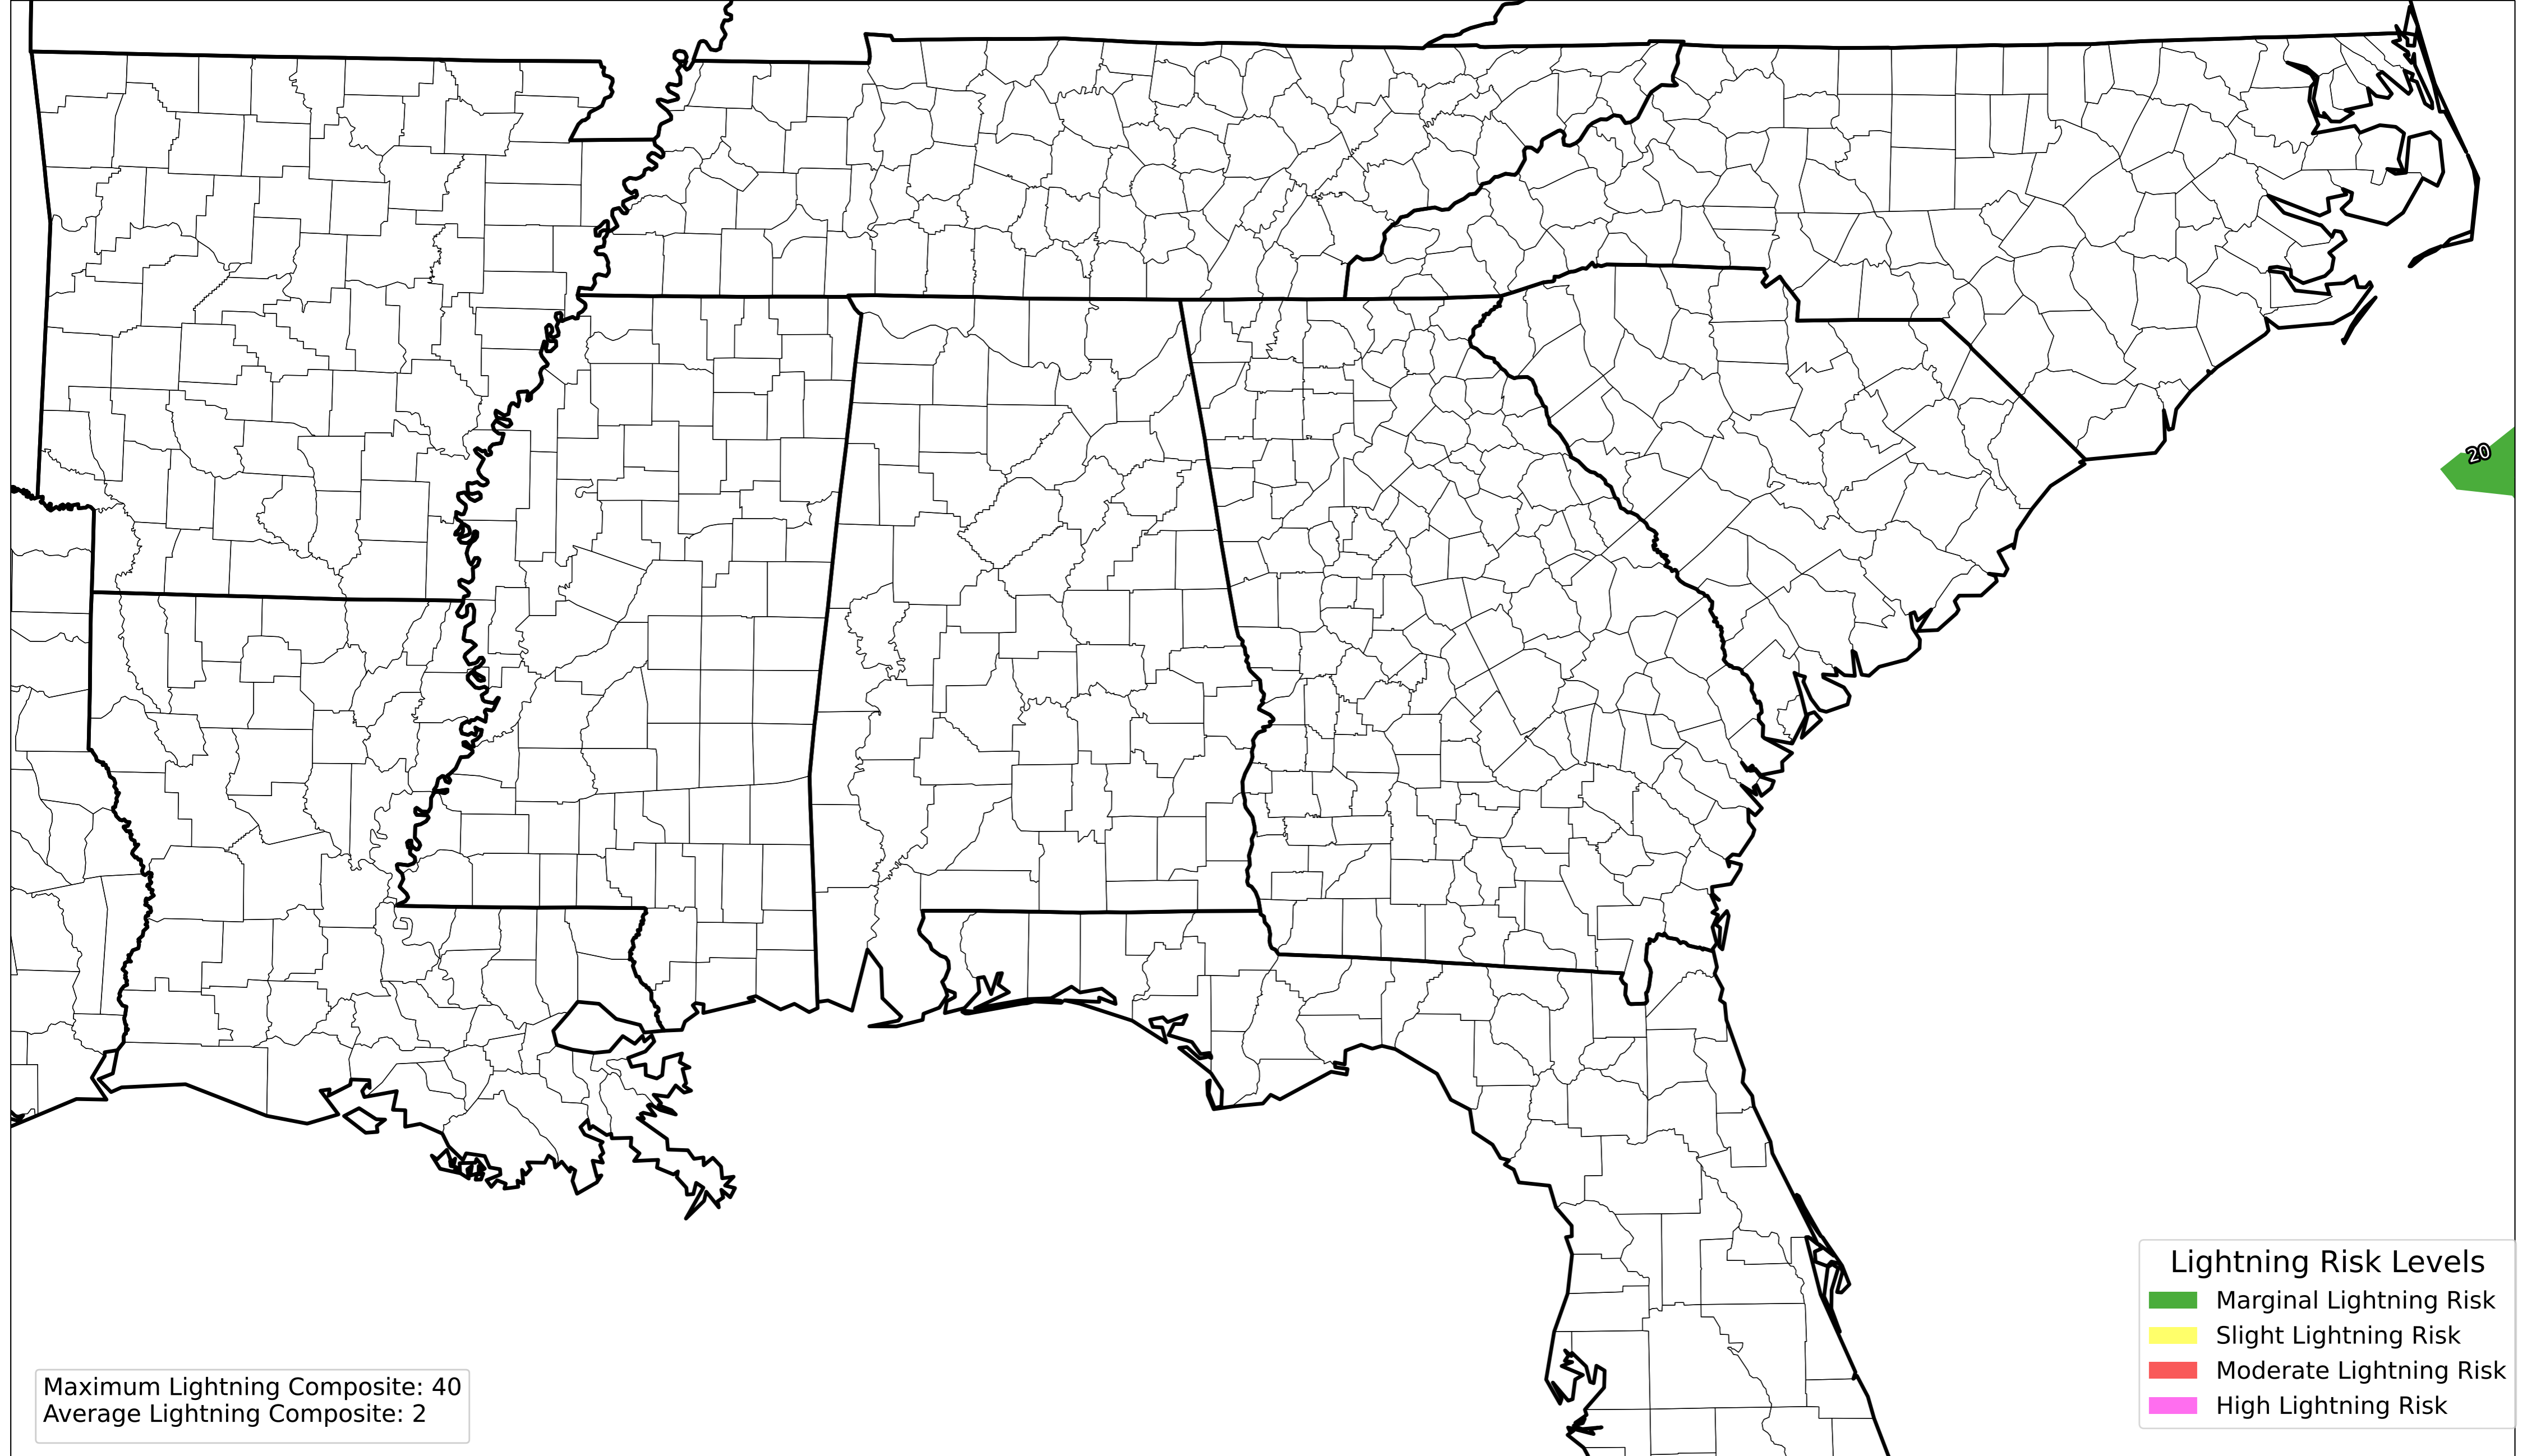 20
Lightning Risk Levels
Marginal Lightning Risk
Slight Lightning Risk
Moderate Lightning Risk
High Lightning Risk
Maximum Lightning Composite: 40
Average Lightning Composite: 2